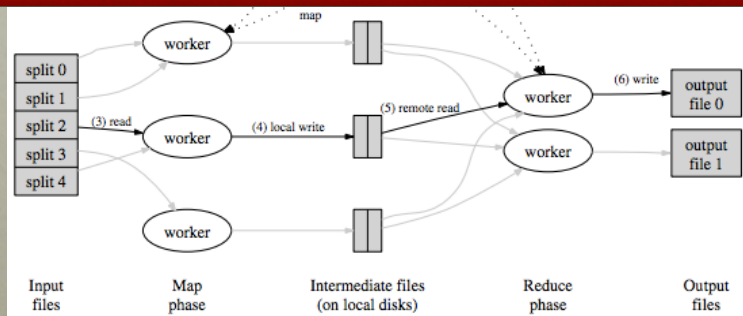 map
worker
split 0
split 1
split 2
split 3
split 4
(3) read
worker
(4) local write
worker
(5) remote read
worker
worker
(6) write
output
file 0
output
file 1
Input
files
Map
phase
Intermediate files
(on local disks)
Reduce
phase
Output
files